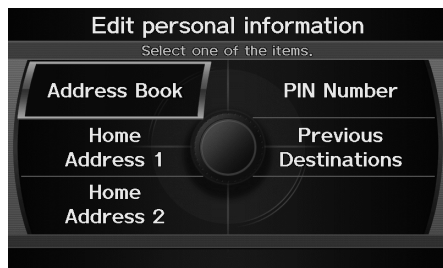 Edit personal information
Select one of the items.
Address Book
PIN Number
Home
Address 1
Previous
Destinations
Home
Address 2